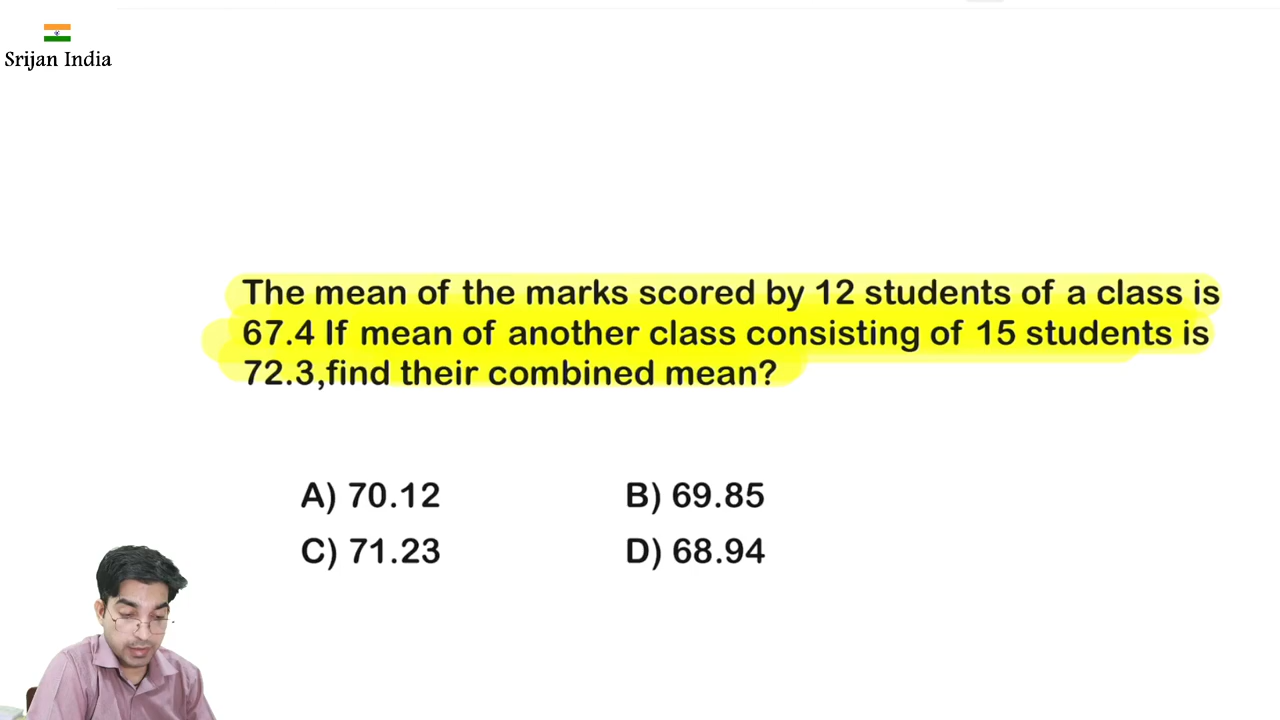 Srijan India
The mean of the marks scored by 12 students of a class is
67.4 If mean of another class consisting of 15 students is
72.3,find their combined mean?
A) 70.12 B) 69.85
C) 71.23 D) 68.94